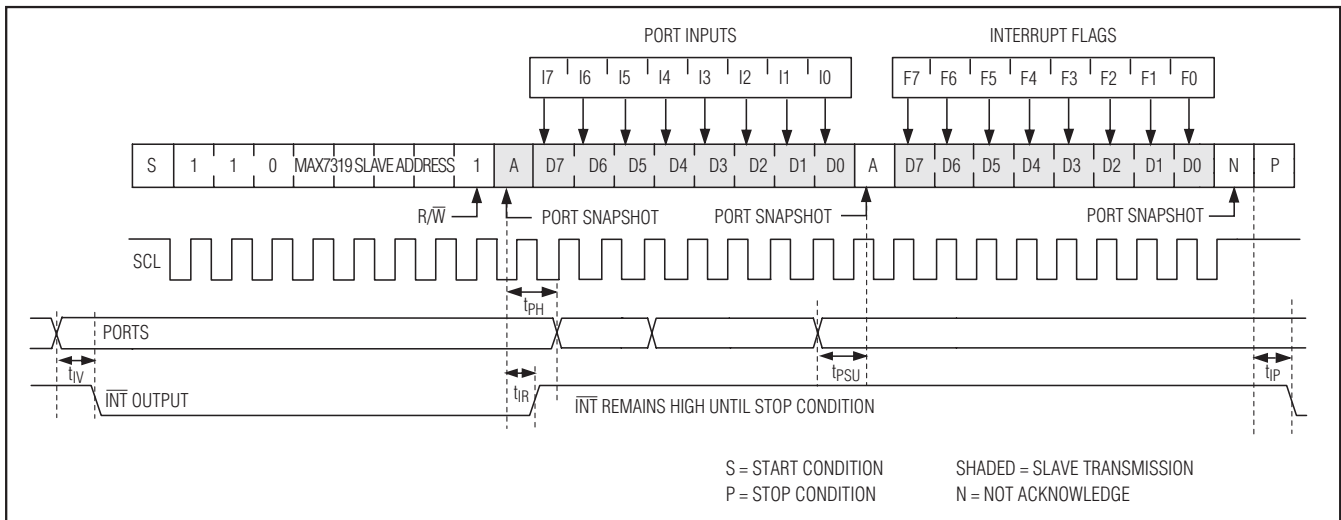 PORT INPUTS INTERRUPT FLAGS
I7 I6 I5 I4 I3 I2 I1 I0 F7 F6 F5 F4 F3 F2 F1 F0
S 1 1 0 MAX7319 SLAVE ADDRESS 1 A D7 D6 D5 D4 D3 D2 D1 D0 A D7 D6 D5 D4 D3 D2 D1 D0 N P
R/W̅ PORT SNAPSHOT PORT SNAPSHOT PORT SNAPSHOT
SCL
tPH
PORTS
tIV tIR tPSU tIP
I̅N̅T̅ OUTPUT I̅N̅T̅ REMAINS HIGH UNTIL STOP CONDITION
S = START CONDITION SHADED = SLAVE TRANSMISSION
P = STOP CONDITION N = NOT ACKNOWLEDGE